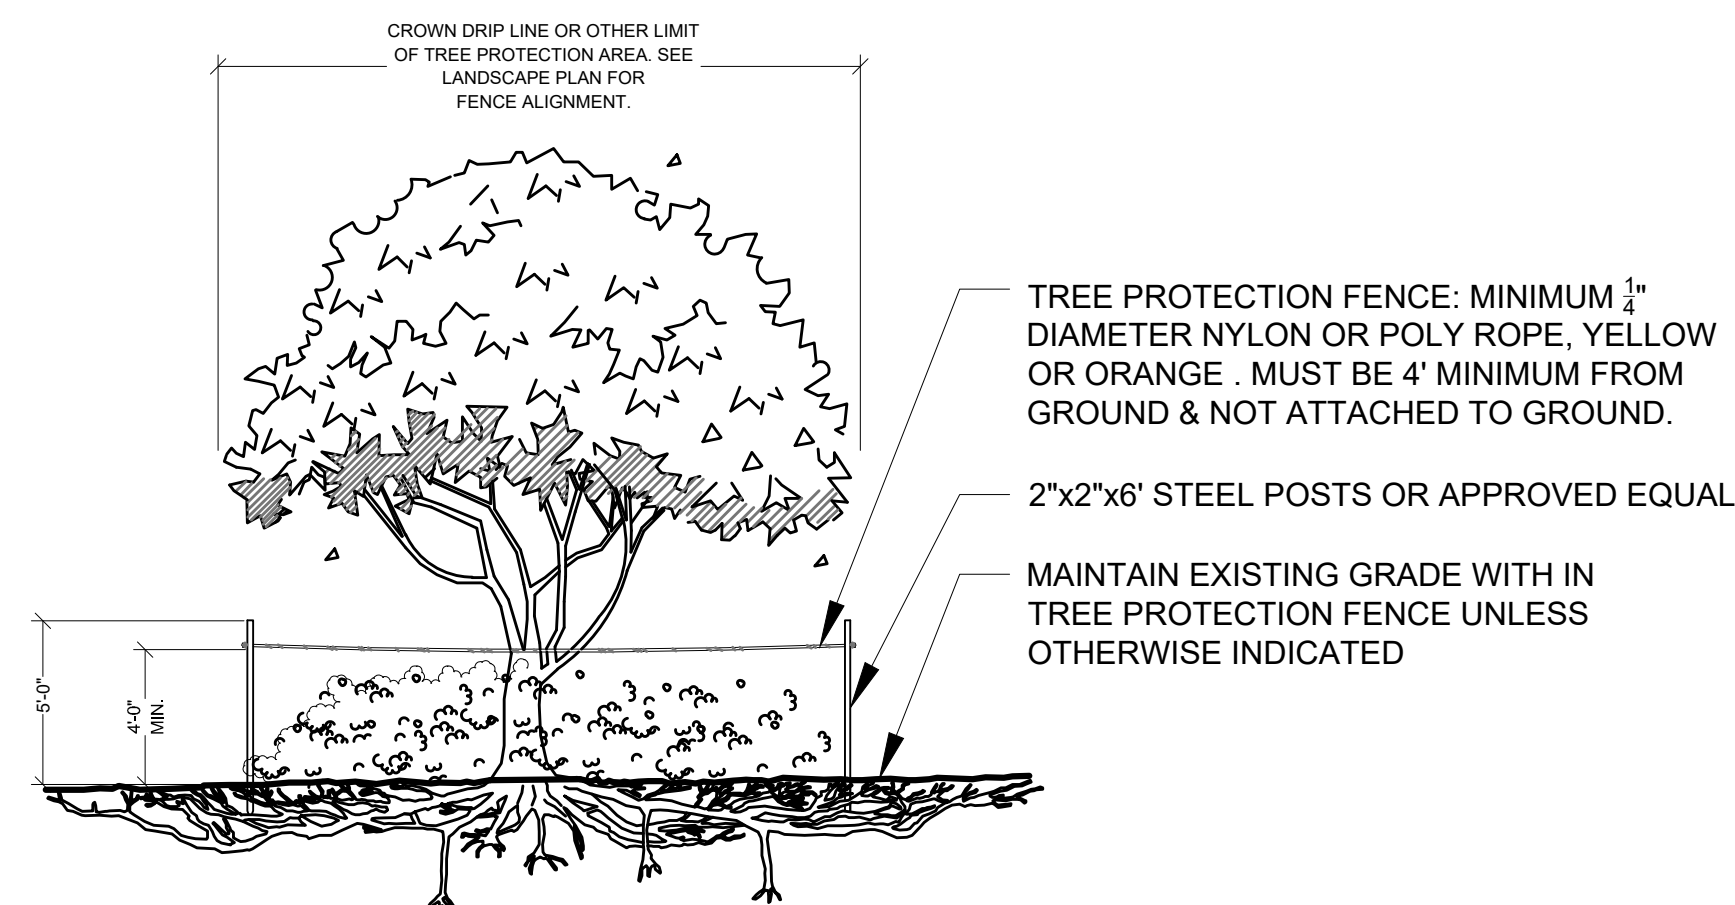 CROWN DRIP LINE OR OTHER LIMIT
OF TREE PROTECTION AREA. SEE
LANDSCAPE PLAN FOR
FENCE ALIGNMENT.
TREE PROTECTION FENCE: MINIMUM 1/4"
DIAMETER NYLON OR POLY ROPE, YELLOW
OR ORANGE . MUST BE 4' MINIMUM FROM
GROUND & NOT ATTACHED TO GROUND.
2"x2"x6' STEEL POSTS OR APPROVED EQUAL
MAINTAIN EXISTING GRADE WITH IN
TREE PROTECTION FENCE UNLESS
OTHERWISE INDICATED
5'-0"
4'-0"
MIN.